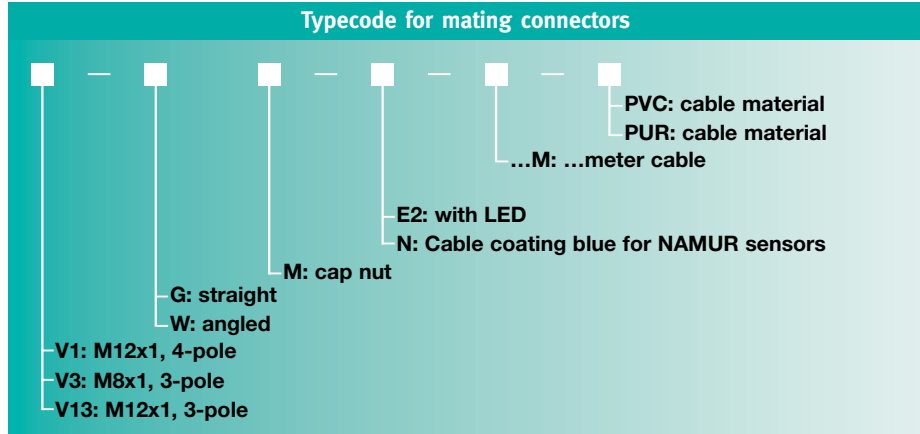 Typecode for mating connectors
PVC: cable material
PUR: cable material
...M: ...meter cable
E2: with LED
N: Cable coating blue for NAMUR sensors
M: cap nut
G: straight
W: angled
V1: M12x1, 4-pole
V3: M8x1, 3-pole
V13: M12x1, 3-pole